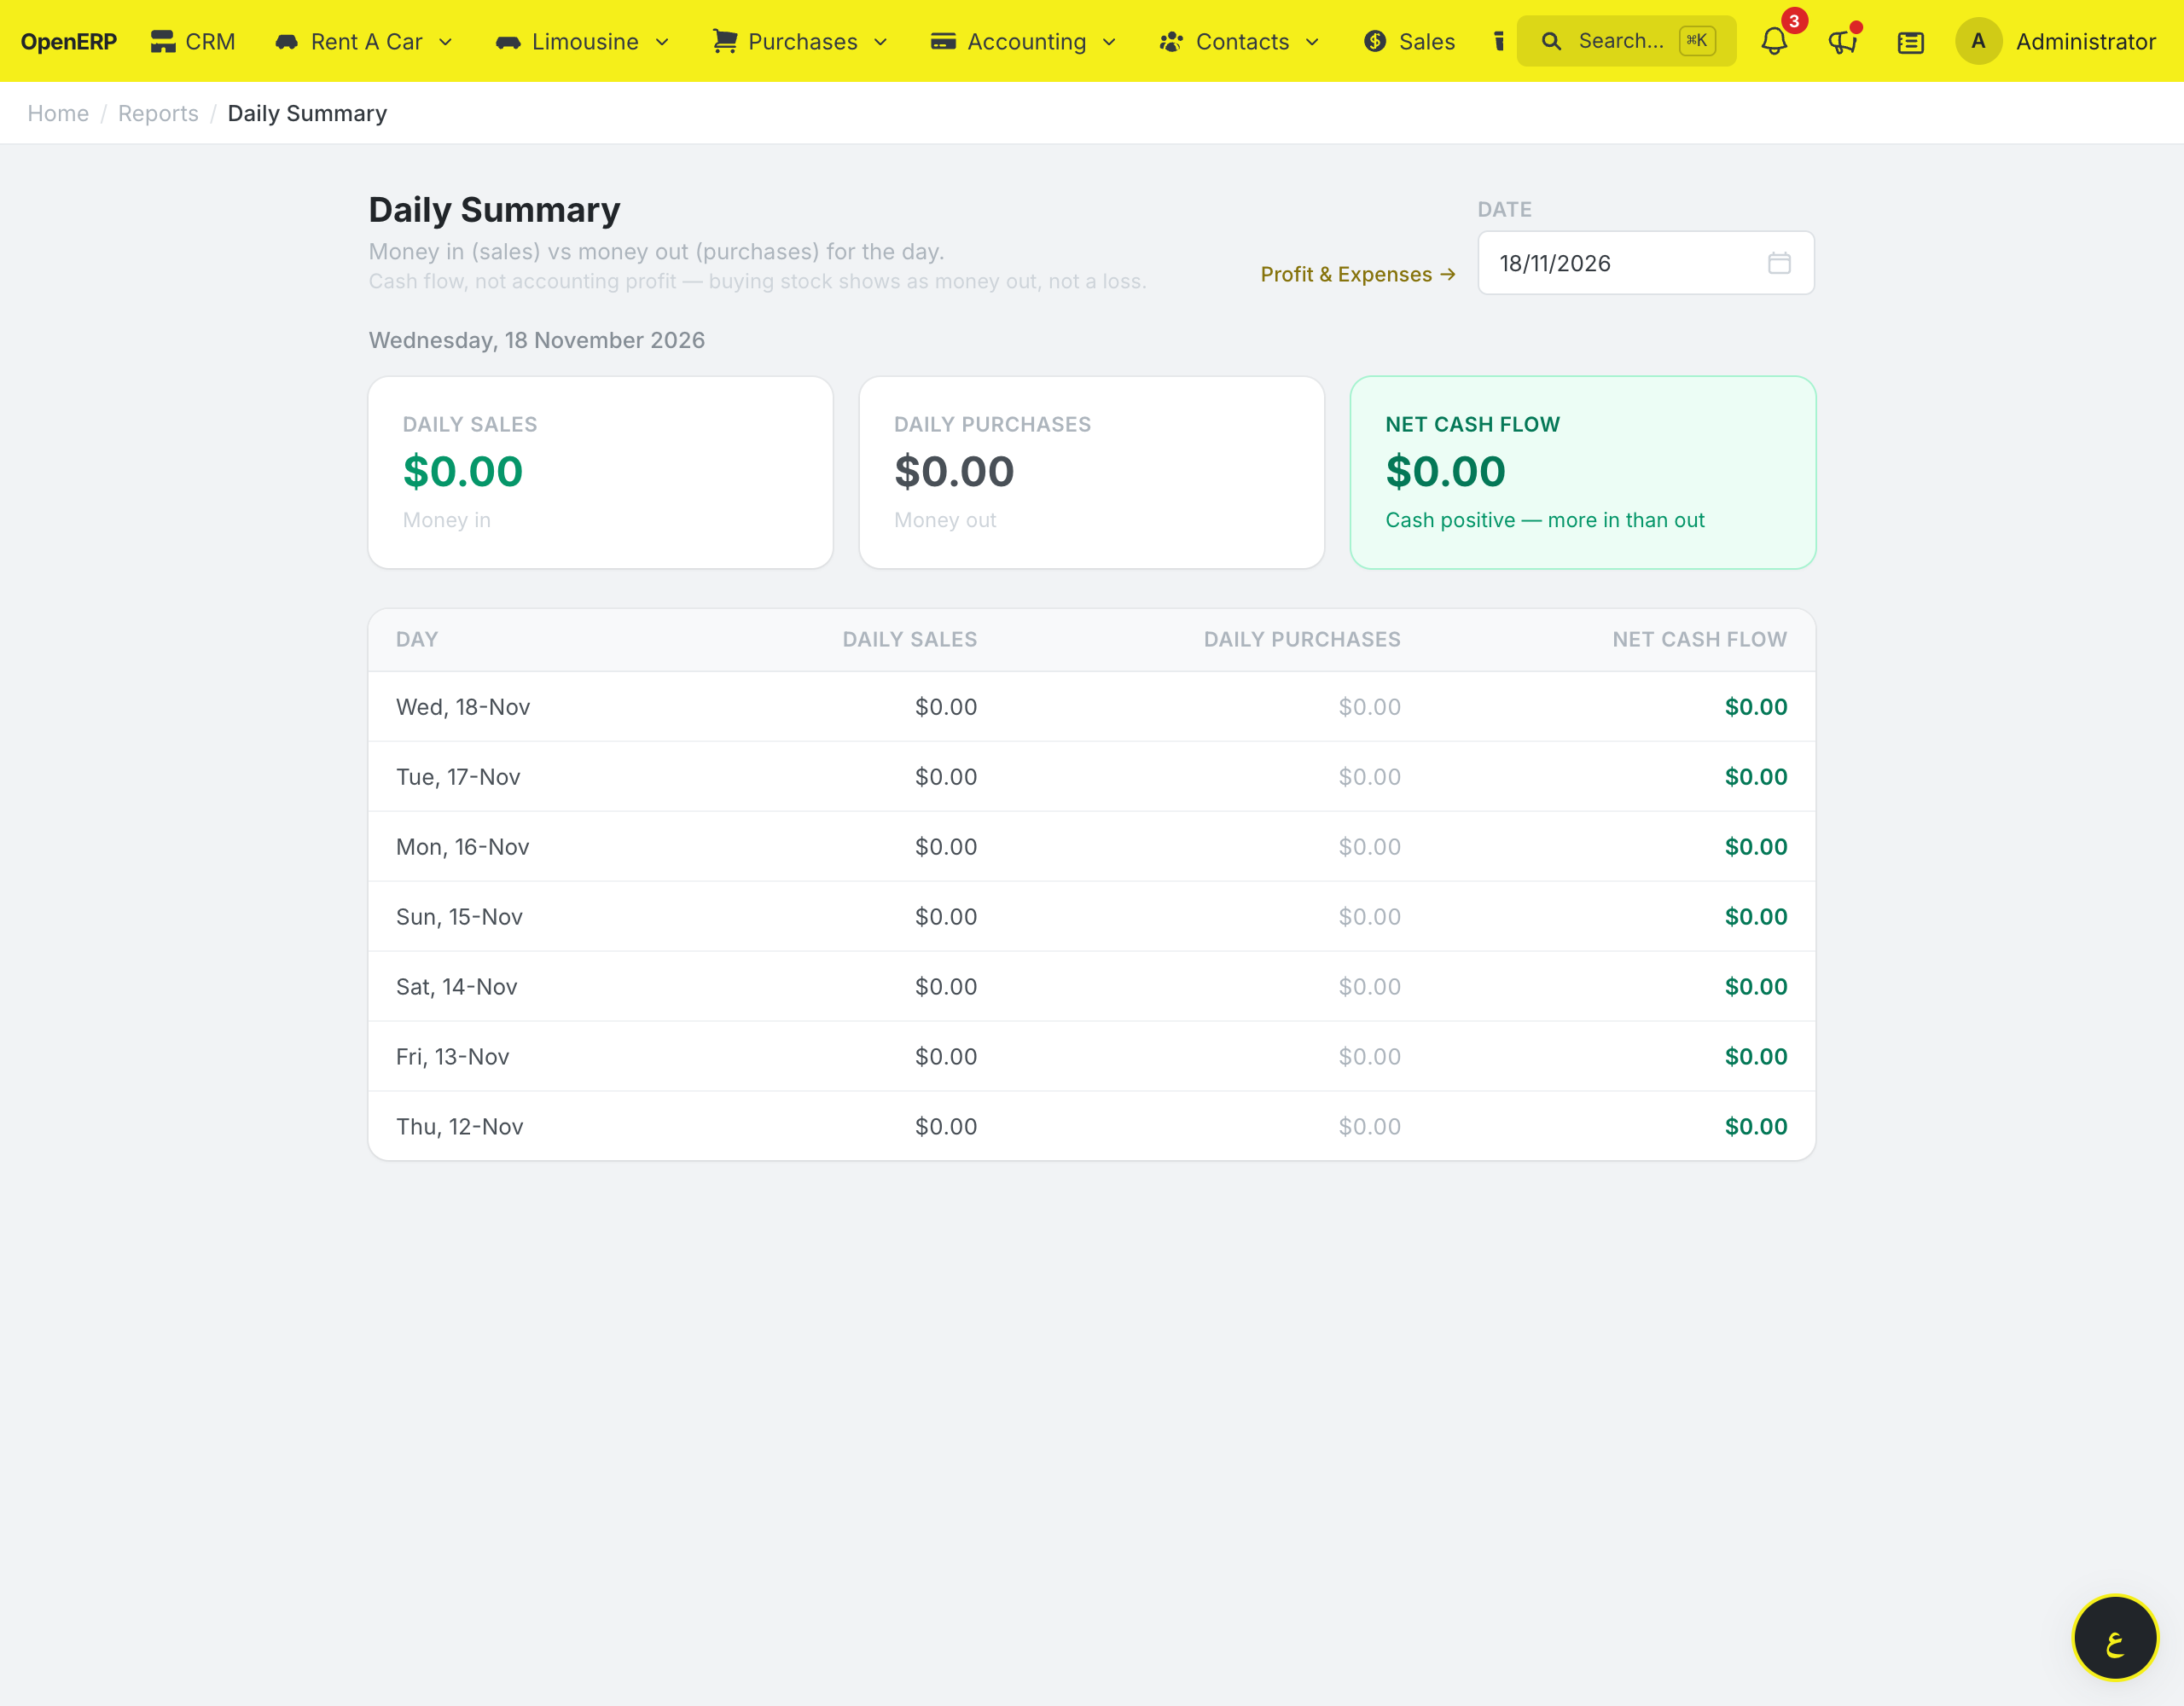 OpenERP CRM Rent A Car Limousine Purchases Accounting Contacts Sales Search... ⌘K 3 A Administrator
Home / Reports / Daily Summary
Daily Summary
Money in (sales) vs money out (purchases) for the day.
Cash flow, not accounting profit — buying stock shows as money out, not a loss.
Profit & Expenses →
DATE
18/11/2026
Wednesday, 18 November 2026
DAILY SALES
$0.00
Money in
DAILY PURCHASES
$0.00
Money out
NET CASH FLOW
$0.00
Cash positive — more in than out
DAY DAILY SALES DAILY PURCHASES NET CASH FLOW
Wed, 18-Nov $0.00 $0.00 $0.00
Tue, 17-Nov $0.00 $0.00 $0.00
Mon, 16-Nov $0.00 $0.00 $0.00
Sun, 15-Nov $0.00 $0.00 $0.00
Sat, 14-Nov $0.00 $0.00 $0.00
Fri, 13-Nov $0.00 $0.00 $0.00
Thu, 12-Nov $0.00 $0.00 $0.00
ع